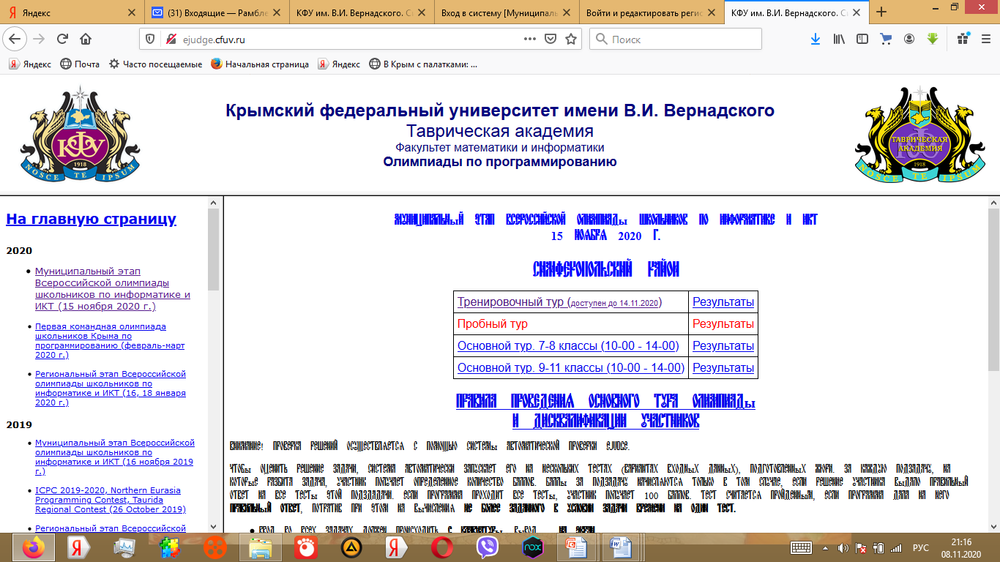 Яндекс
(31) Входящие — Рамбле
КФУ им. В.И. Вернадского. Си
Вход в систему [Муниципаль
Войти и редактировать регис
КФУ им. В.И. Вернадского. Си
ejudge.cfuv.ru
Поиск
Яндекс
Почта
Часто посещаемые
Начальная страница
Яндекс
В Крым с палатками: ...
Крымский федеральный университет имени В.И. Вернадского
Таврическая академия
Факультет математики и информатики
Олимпиады по программированию
КФУ
1918
NOSCE TE IPSUM
ТАВРИЧЕСКАЯ
АКАДЕМИЯ
1918
NOSCE TE IPSUM
На главную страницу
2020
Муниципальный этап
Всероссийской олимпиады
школьников по информатике и
ИКТ (15 ноября 2020 г.)
Первая командная олимпиада
школьников Крыма по
программированию (февраль-март
2020 г.)
Региональный этап Всероссийской
олимпиады школьников по
информатике и ИКТ (16, 18 января
2020 г.)
2019
Муниципальный этап Всероссийской
олимпиады школьников по
информатике и ИКТ (16 ноября 2019
г.)
ICPC 2019-2020, Northern Eurasia
Programming Contest, Taurida
Regional Contest (26 October 2019)
Региональный этап Всероссийской
МУНИЦИПАЛЬНЫЙ ЭТАП ВСЕРОССИЙСКОЙ ОЛИМПИАДЫ ШКОЛЬНИКОВ ПО ИНФОРМАТИКЕ И ИКТ
15 НОЯБРЯ 2020 Г.
СИМФЕРОПОЛЬСКИЙ РАЙОН
Тренировочный тур (доступен до 14.11.2020) Результаты
Пробный тур Результаты
Основной тур. 7-8 классы (10-00 - 14-00) Результаты
Основной тур. 9-11 классы (10-00 - 14-00) Результаты
ПРАВИЛА ПРОВЕДЕНИЯ ОСНОВНОГО ТУРА ОЛИМПИАДЫ
И ДИСКВАЛИФИКАЦИИ УЧАСТНИКОВ
ВНИМАНИЕ! ПРОВЕРКА РЕШЕНИЙ ОСУЩЕСТВЛЯЕТСЯ С ПОМОЩЬЮ СИСТЕМЫ АВТОМАТИЧЕСКОЙ ПРОВЕРКИ EJUDGE.
ЧТОБЫ ОЦЕНИТЬ РЕШЕНИЕ ЗАДАЧИ, СИСТЕМА АВТОМАТИЧЕСКИ ЗАПУСКАЕТ ЕГО НА НЕСКОЛЬКИХ ТЕСТАХ (ВАРИАНТАХ ВХОДНЫХ ДАННЫХ), ПОДГОТОВЛЕННЫХ ЖЮРИ. ЗА КАЖДУЮ ПОДЗАДАЧУ, НА
КОТОРЫЕ РАЗБИТА ЗАДАЧА, УЧАСТНИК ПОЛУЧАЕТ ОПРЕДЕЛЕННОЕ КОЛИЧЕСТВО БАЛЛОВ. БАЛЛЫ ЗА ПОДЗАДАЧУ НАЧИСЛЯЮТСЯ ТОЛЬКО В ТОМ СЛУЧАЕ, ЕСЛИ РЕШЕНИЕ УЧАСТНИКА ВЫДАЛО ПРАВИЛЬНЫЙ
ОТВЕТ НА ВСЕ ТЕСТЫ ЭТОЙ ПОДЗАДАЧИ. ЕСЛИ ПРОГРАММА ПРОХОДИТ ВСЕ ТЕСТЫ, УЧАСТНИК ПОЛУЧАЕТ 100 БАЛЛОВ. ТЕСТ СЧИТАЕТСЯ ПРОЙДЕННЫМ, ЕСЛИ ПРОГРАММА ДАЛА НА НЕГО
ПРАВИЛЬНЫЙ ОТВЕТ, ПОТРАТИВ ПРИ ЭТОМ НА ВЫЧИСЛЕНИЯ НЕ БОЛЕЕ ЗАДАННОГО В УСЛОВИИ ЗАДАЧИ ВРЕМЕНИ НА ОДИН ТЕСТ.
ВВОД ВО ВСЕХ ЗАДАЧАХ ДОЛЖЕН ПРОИСХОДИТЬ С КЛАВИАТУРЫ, ВЫВОД НА ЭКРАН
nox
РУС
21:16
08.11.2020